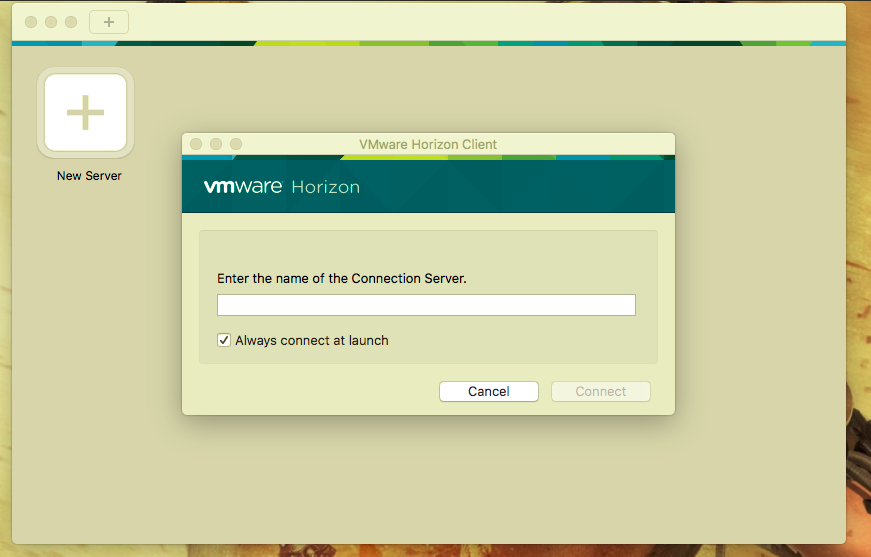 New Server
VMware Horizon Client
vmware Horizon
Enter the name of the Connection Server.
Always connect at launch
Cancel
Connect